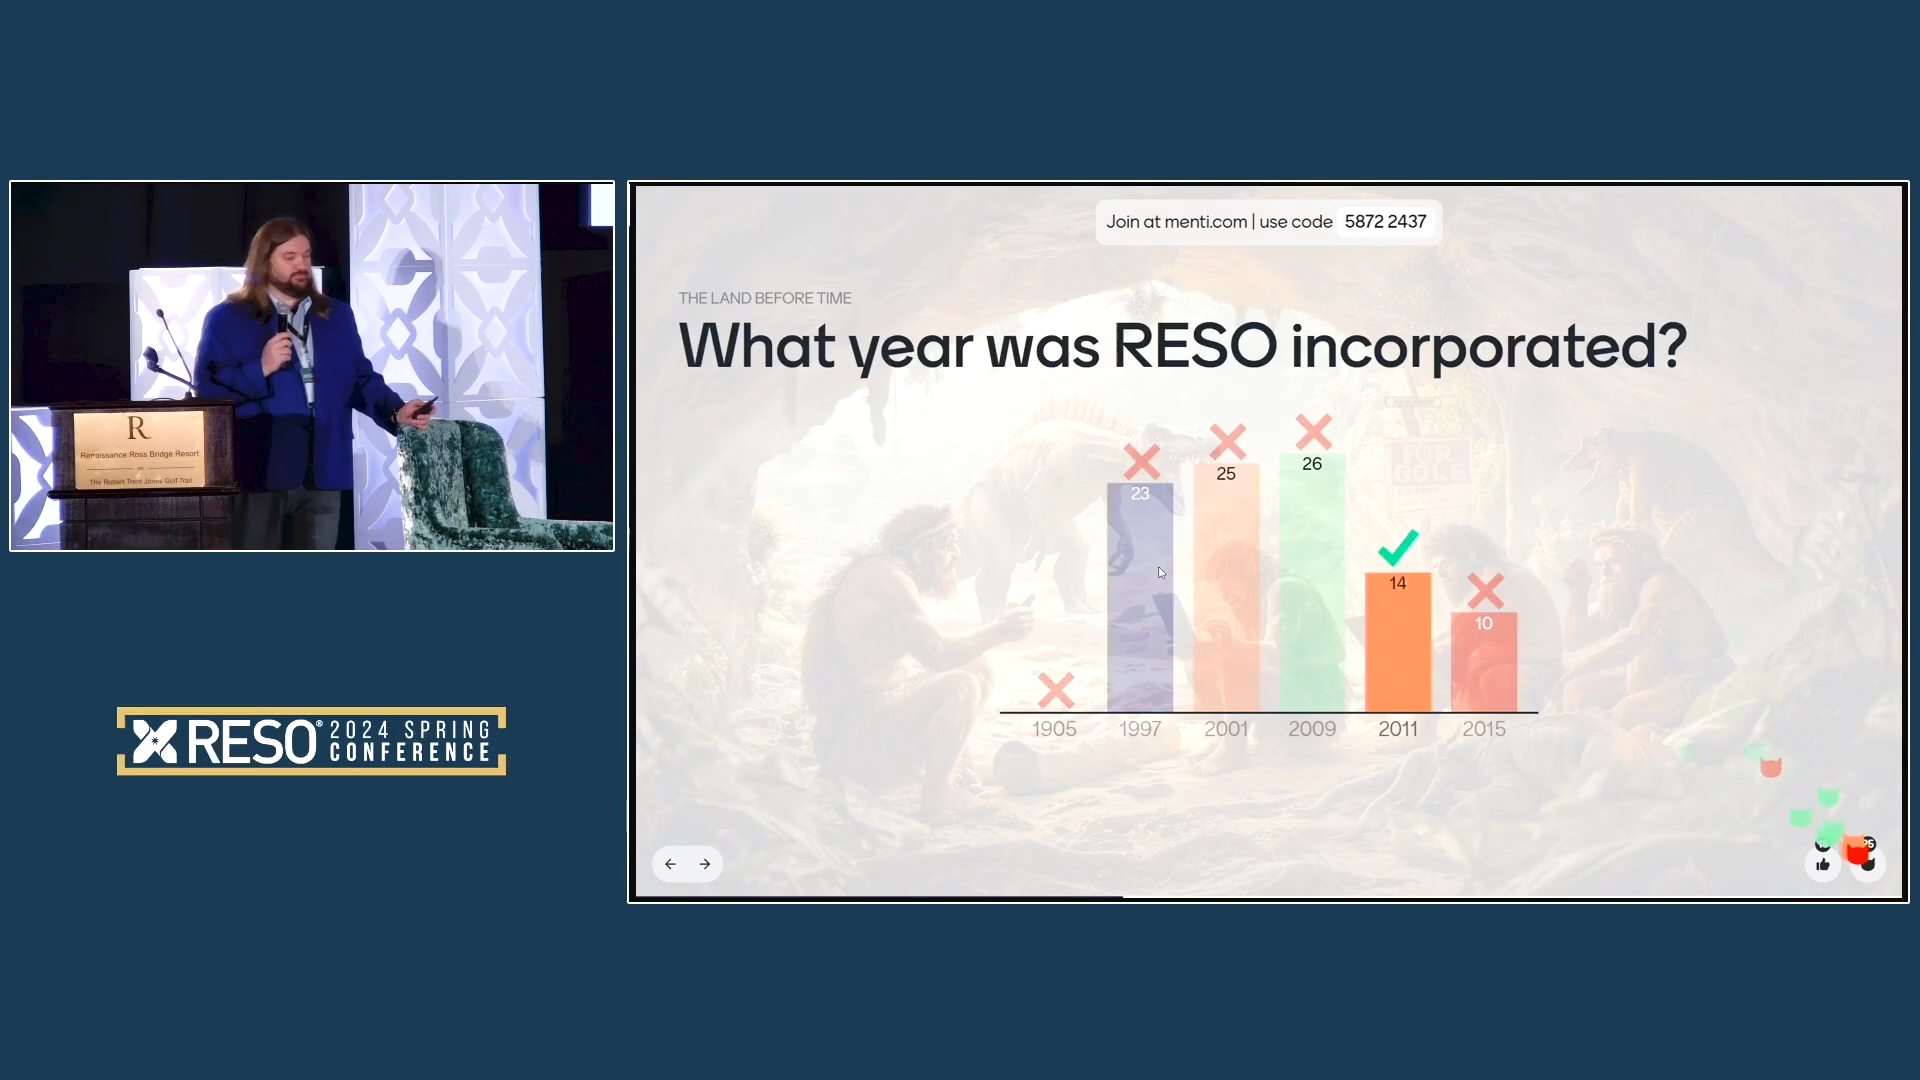 Join at menti.com | use code 5872 2437
THE LAND BEFORE TIME
What year was RESO incorporated?
FOR
23
25
26
14
10
1905
1997
2001
2009
2011
2015
R
Renaissance Ross Bridge Resort
The Robert Trent Jones Golf Trail
RESO® 2024 SPRING
CONFERENCE